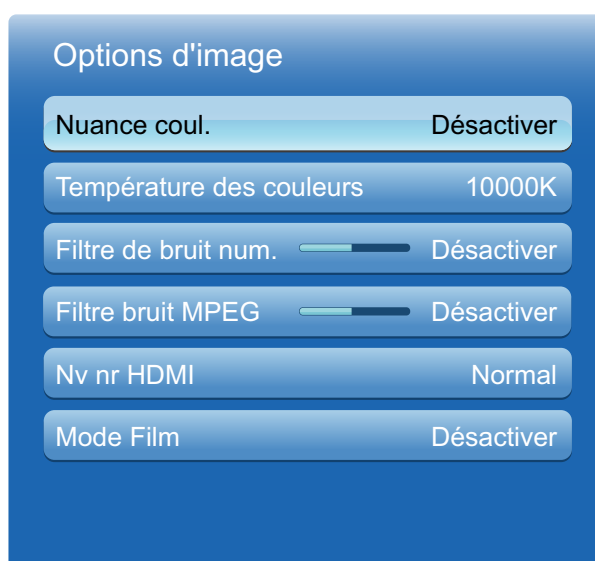 Options d'image
Nuance coul. Désactiver
Température des couleurs 10000K
Filtre de bruit num. Désactiver
Filtre bruit MPEG Désactiver
Nv nr HDMI Normal
Mode Film Désactiver